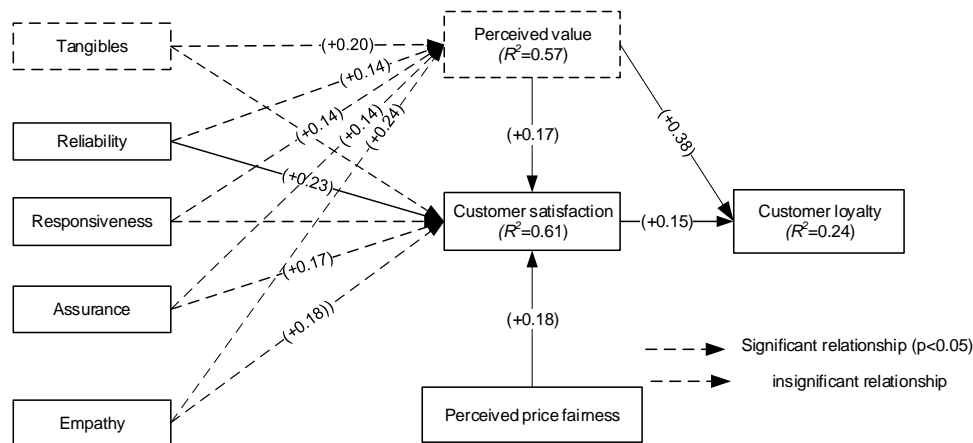 Tangibles
(+0.20)
Perceived value
(R²=0.57)
(+0.14)
Reliability
(+0.14)
(+0.14)
(+0.24)
(+0.17)
(+0.38)
(+0.23)
Responsiveness
Customer satisfaction
(R²=0.61)
(+0.15)
Customer loyalty
(R²=0.24)
(+0.17)
Assurance
(+0.18))
(+0.18)
Significant relationship (p<0.05)
insignificant relationship
Empathy
Perceived price fairness